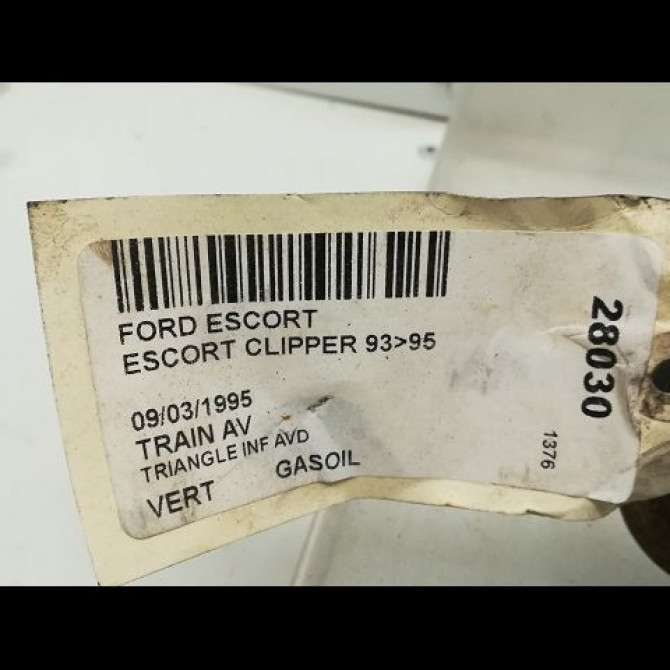 FORD ESCORT
ESCORT CLIPPER 93>95
09/03/1995
TRAIN AV
TRIANGLE INF AVD
VERT GASOIL
28030
1376